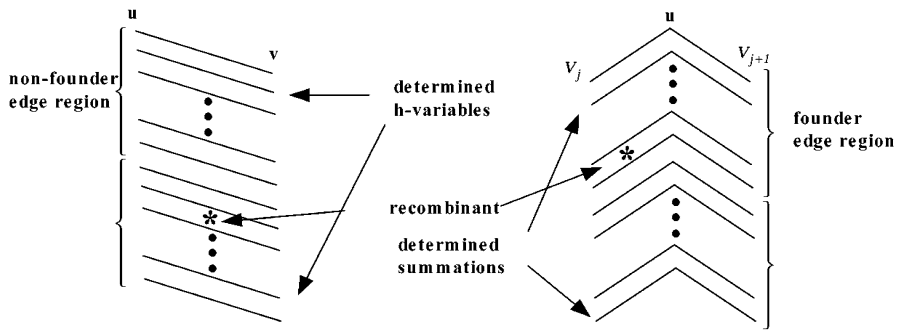 u
v
non-founder
edge region
determined
h-variables
recombinant
determined
summations
u
V_j
V_{j+1}
founder
edge region
*
*